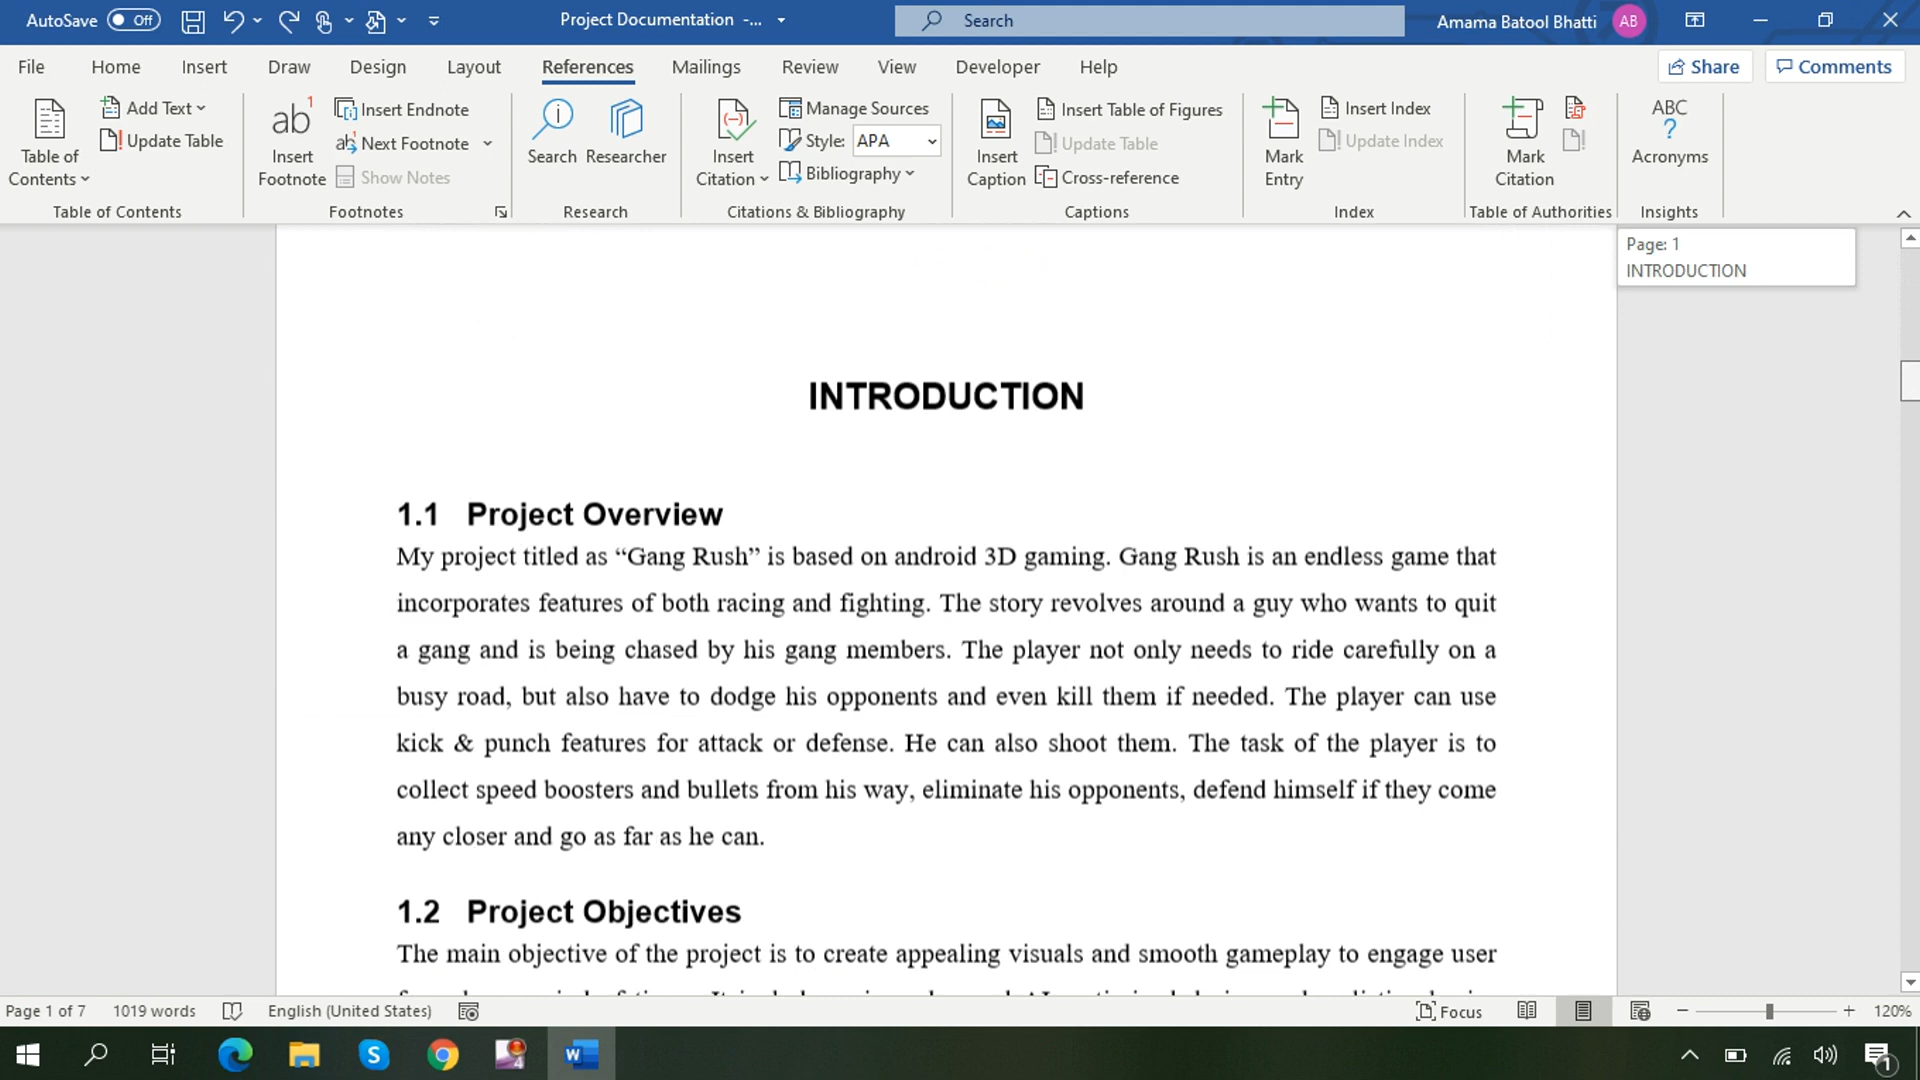 AutoSave Off Project Documentation -... Search Amama Batool Bhatti AB
File Home Insert Draw Design Layout References Mailings Review View Developer Help Share Comments
Table of Contents
Add Text
Update Table
Table of Contents
ab1
Insert Footnote
Insert Endnote
Next Footnote
Show Notes
Footnotes
Search
Researcher
Research
Insert Citation
Manage Sources
Style: APA
Bibliography
Citations & Bibliography
Insert Caption
Insert Table of Figures
Update Table
Cross-reference
Captions
Mark Entry
Insert Index
Update Index
Index
Mark Citation
Table of Authorities
ABC
?
Acronyms
Insights
Page: 1
INTRODUCTION
INTRODUCTION
1.1 Project Overview
My project titled as “Gang Rush” is based on android 3D gaming. Gang Rush is an endless game that
incorporates features of both racing and fighting. The story revolves around a guy who wants to quit
a gang and is being chased by his gang members. The player not only needs to ride carefully on a
busy road, but also have to dodge his opponents and even kill them if needed. The player can use
kick & punch features for attack or defense. He can also shoot them. The task of the player is to
collect speed boosters and bullets from his way, eliminate his opponents, defend himself if they come
any closer and go as far as he can.
1.2 Project Objectives
The main objective of the project is to create appealing visuals and smooth gameplay to engage user
Page 1 of 7 1019 words English (United States) Focus 120%
4 W 1